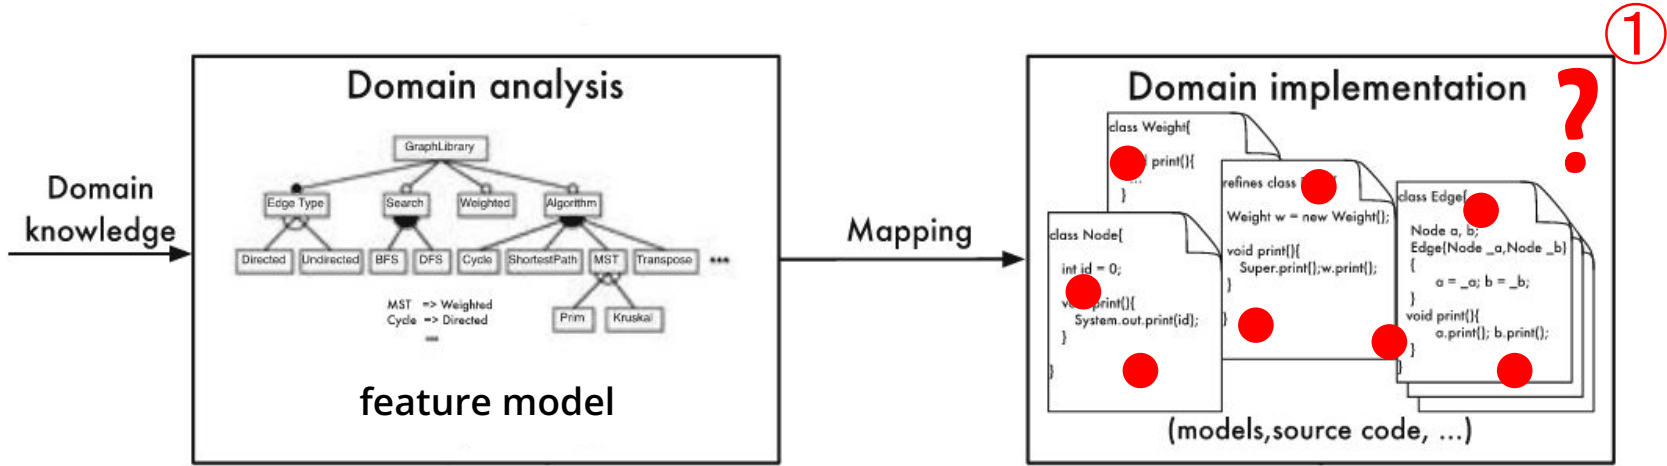 ①
Domain analysis
Domain implementation
?
GraphLibrary
Edge Type
Search
Weighted
Algorithm
Directed
Undirected
BFS
DFS
Cycle
ShortestPath
MST
Transpose
Prim
Kruskal
MST => Weighted
Cycle => Directed
feature model
Domain
knowledge
Mapping
class Weight{
print(){
...
}
refines class
Weight w = new Weight();
void print(){
Super.print();w.print();
}
}
class Edge{
Node a, b;
Edge(Node _a,Node _b)
{
a = _a; b = _b;
}
void print(){
a.print(); b.print();
}
}
class Node{
int id = 0;
print(){
System.out.print(id);
}
}
(models,source code, ...)